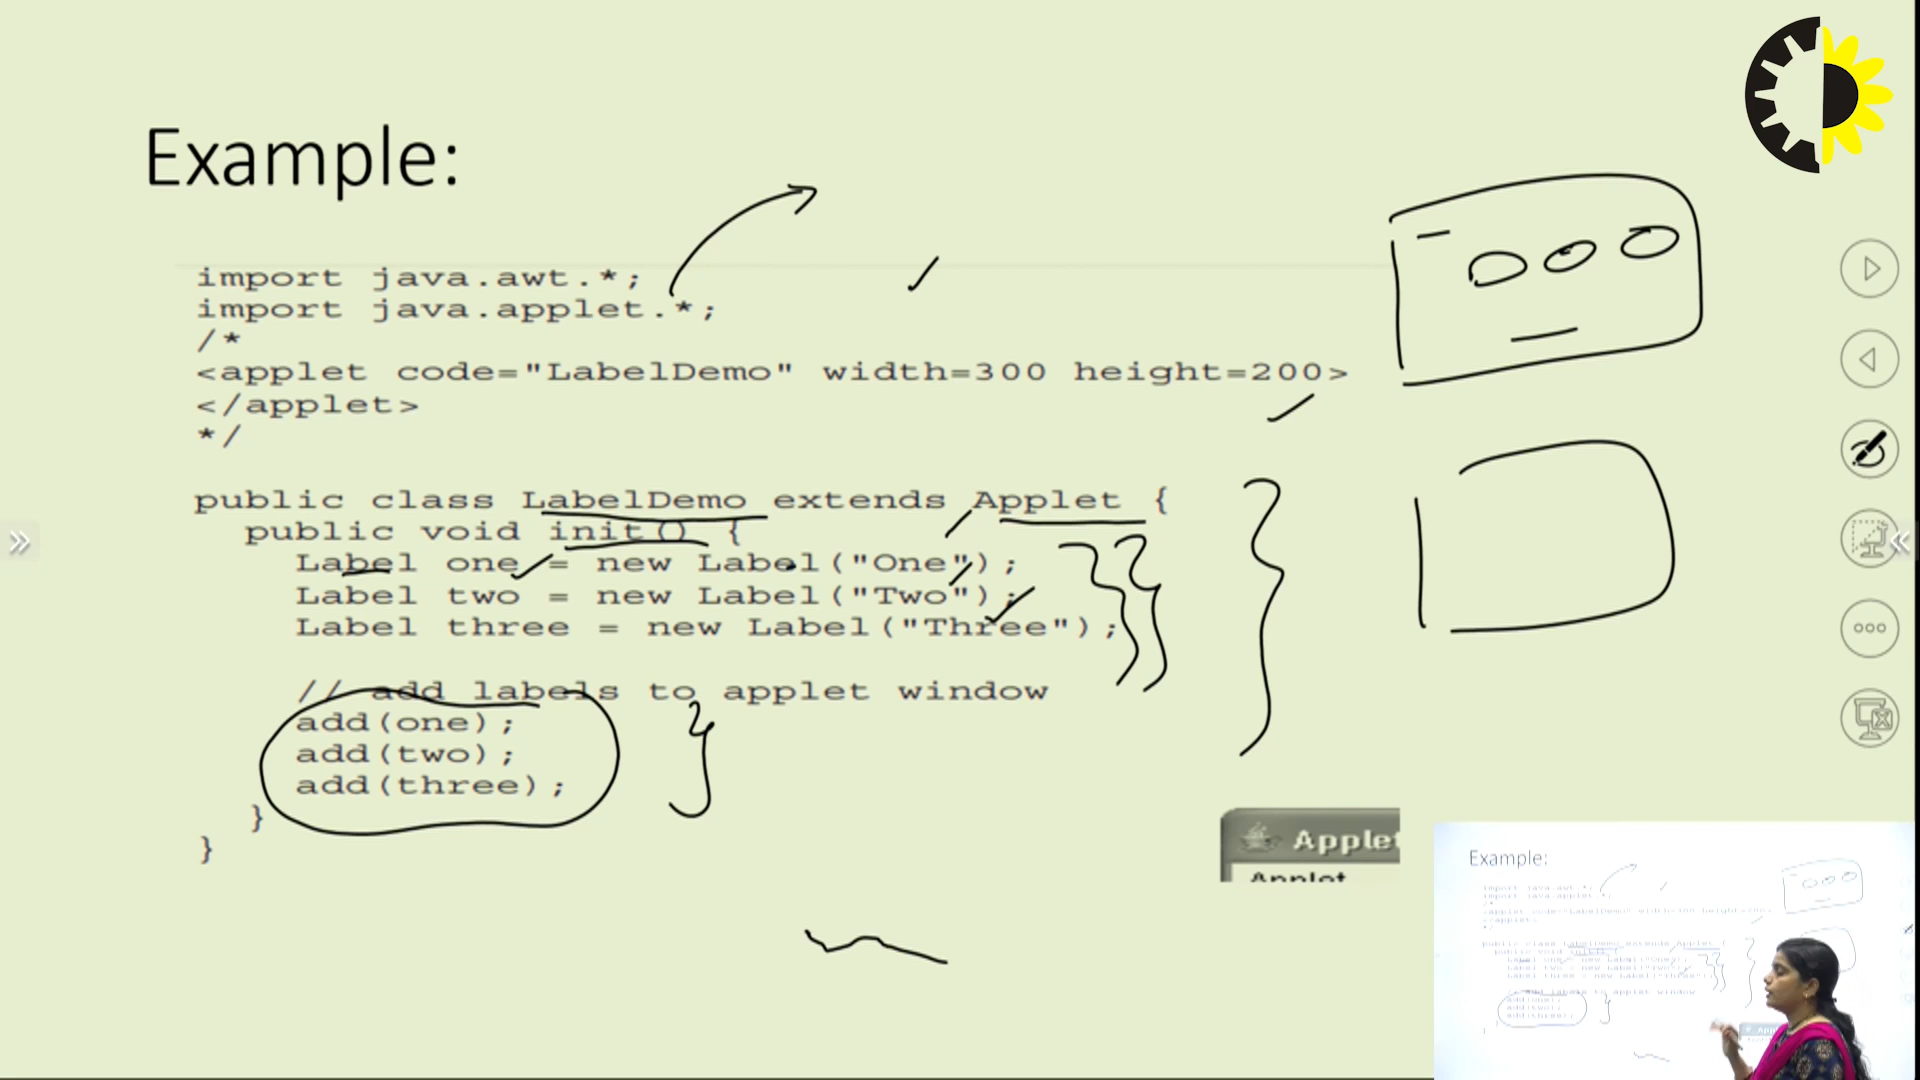 Example:
import java.awt.*;
import java.applet.*;
/*
<applet code="LabelDemo" width=300 height=200>
</applet>
*/
public class LabelDemo extends Applet {
public void init() {
Label one = new Label("One");
Label two = new Label("Two");
Label three = new Label("Three");
// add labels to applet window
add(one);
add(two);
add(three);
}
}
Applet
Applet
Example: